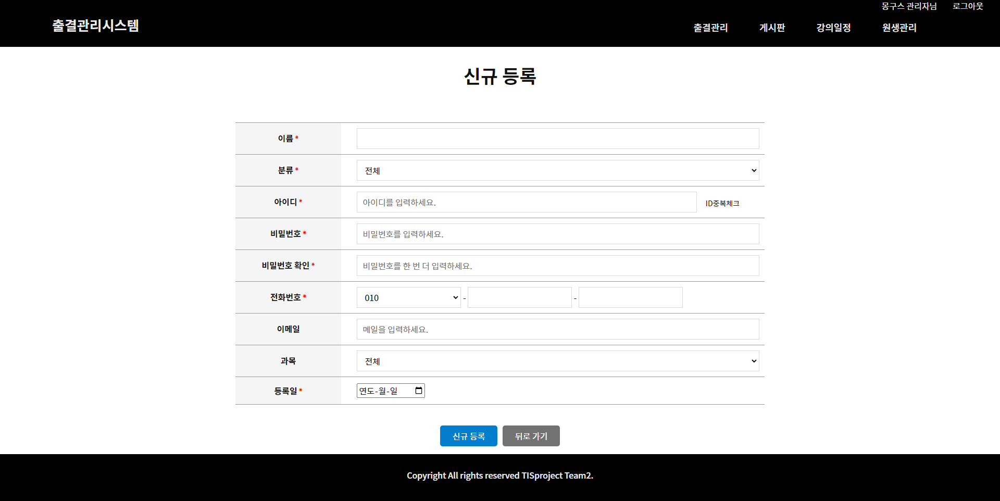 몽구스 관리자님 로그아웃
출결관리시스템 출결관리 게시판 강의일정 원생관리
신규 등록
이름 *
분류 * 전체
아이디 * 아이디를 입력하세요. ID중복체크
비밀번호 * 비밀번호를 입력하세요.
비밀번호 확인 * 비밀번호를 한 번 더 입력하세요.
전화번호 * 010 - -
이메일 메일을 입력하세요.
과목 전체
등록일 * 연도-월-일
신규 등록 뒤로 가기
Copyright All rights reserved TISproject Team2.